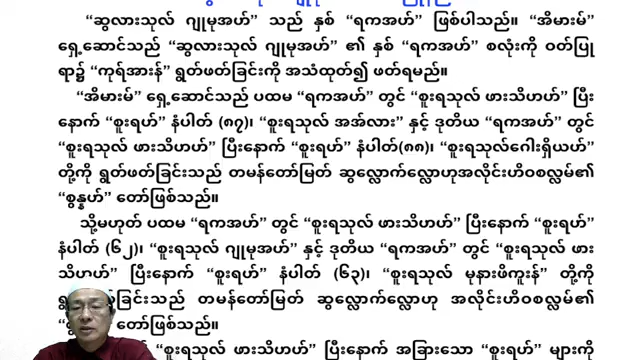 “ဆွလားသုလ် ဂျုမုအဟ်” သည် နှစ် “ရကအဟ်” ဖြစ်ပါသည်။ “အိမားမ်”
ရှေ့ဆောင်သည် “ဆွလားသုလ် ဂျုမုအဟ်” ၏ နှစ် “ရကအဟ်” စလုံးကို ဝတ်ပြု
ရာ၌ “ကုရ်အားန်” ရွတ်ဖတ်ခြင်းကို အသံထုတ်၍ ဖတ်ရမည်။
“အိမားမ်” ရှေ့ဆောင်သည် ပထမ “ရကအဟ်” တွင် “စူးရသုလ် ဖားသိဟဟ်” ပြီး
နောက် “စူးရဟ်” နံပါတ် (၈၇)၊ “စူးရသုလ် အအ်လား” နှင့် ဒုတိယ “ရကအဟ်” တွင်
“စူးရသုလ် ဖားသိဟဟ်” ပြီးနောက် “စူးရဟ်” နံပါတ်(၈၈)၊ “စူးရသုလ်ဂေါးရှိယဟ်”
တို့ကို ရွတ်ဖတ်ခြင်းသည် တမန်တော်မြတ် ဆွလ္လောက်လ္လောဟုအလိုင်းဟိဝစလ္လမ်၏
“စွန္နဟ်” တော်ဖြစ်သည်။
သို့မဟုတ် ပထမ “ရကအဟ်” တွင် “စူးရသုလ် ဖားသိဟဟ်” ပြီးနောက် “စူးရဟ်”
နံပါတ် (၆၂)၊ “စူးရသုလ် ဂျုမုအဟ်” နှင့် ဒုတိယ “ရကအဟ်” တွင် “စူးရသုလ် ဖား
သိဟဟ်” ပြီးနောက် “စူးရဟ်” နံပါတ် (၆၃)၊ “စူးရသုလ် မုနားဖိကူးန်” တို့ကို
ခြင်းသည် တမန်တော်မြတ် ဆွလ္လောက်လ္လောဟု အလိုင်းဟိဝစလ္လမ်၏
တော်ဖြစ်သည်။
“စူးရသုလ် ဖားသိဟဟ်” ပြီးနောက် အခြားသော “စူးရဟ်” များကို